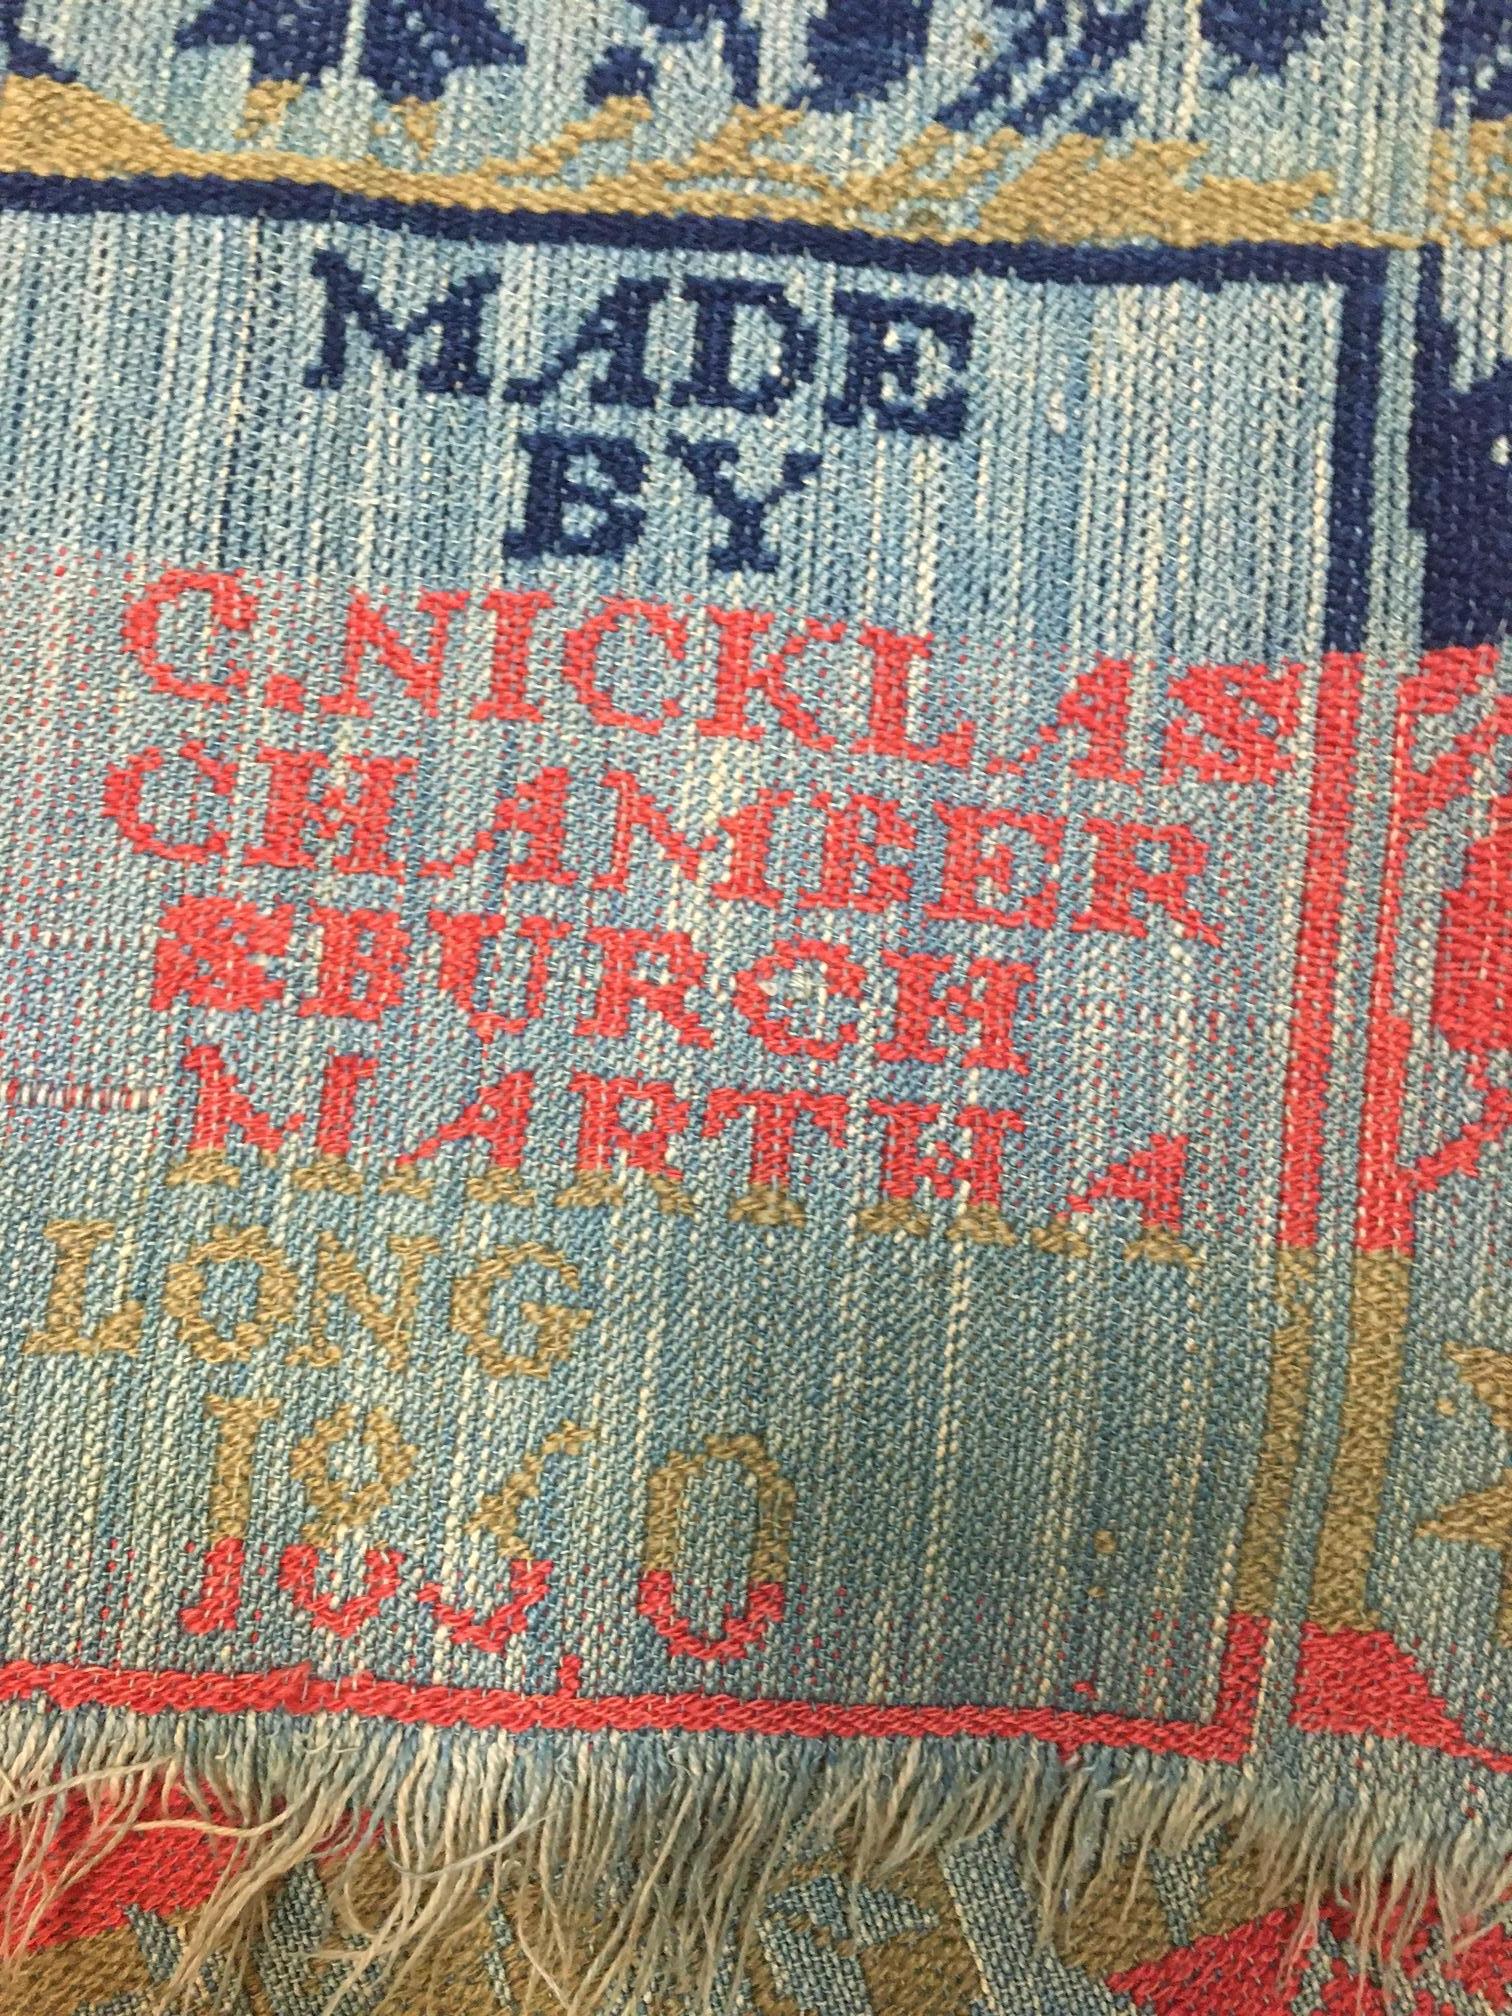 MADE
BY
C. NICKLAS
CHAMBER
SBURCH
MARTHA
LONG
1850